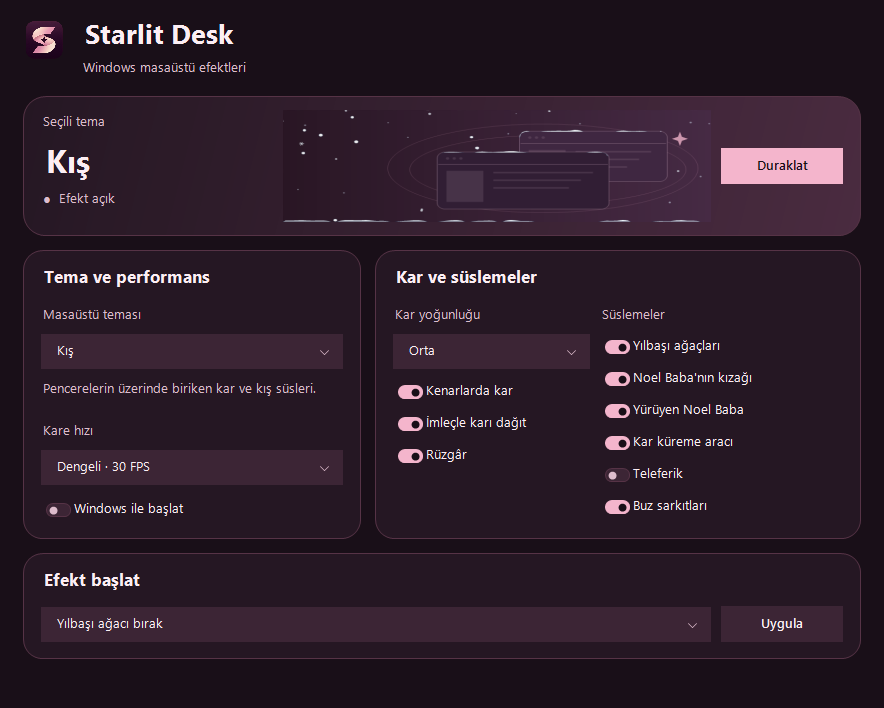 Starlit Desk
Windows masaüstü efektleri
Seçili tema
Kış
Efekt açık
Duraklat
Tema ve performans
Masaüstü teması
Kış
Pencerelerin üzerinde biriken kar ve kış süsleri.
Kare hızı
Dengeli · 30 FPS
Windows ile başlat
Kar ve süslemeler
Kar yoğunluğu
Orta
Kenarlarda kar
İmleçle karı dağıt
Rüzgâr
Süslemeler
Yılbaşı ağaçları
Noel Baba'nın kızağı
Yürüyen Noel Baba
Kar küreme aracı
Teleferik
Buz sarkıtları
Efekt başlat
Yılbaşı ağacı bırak
Uygula